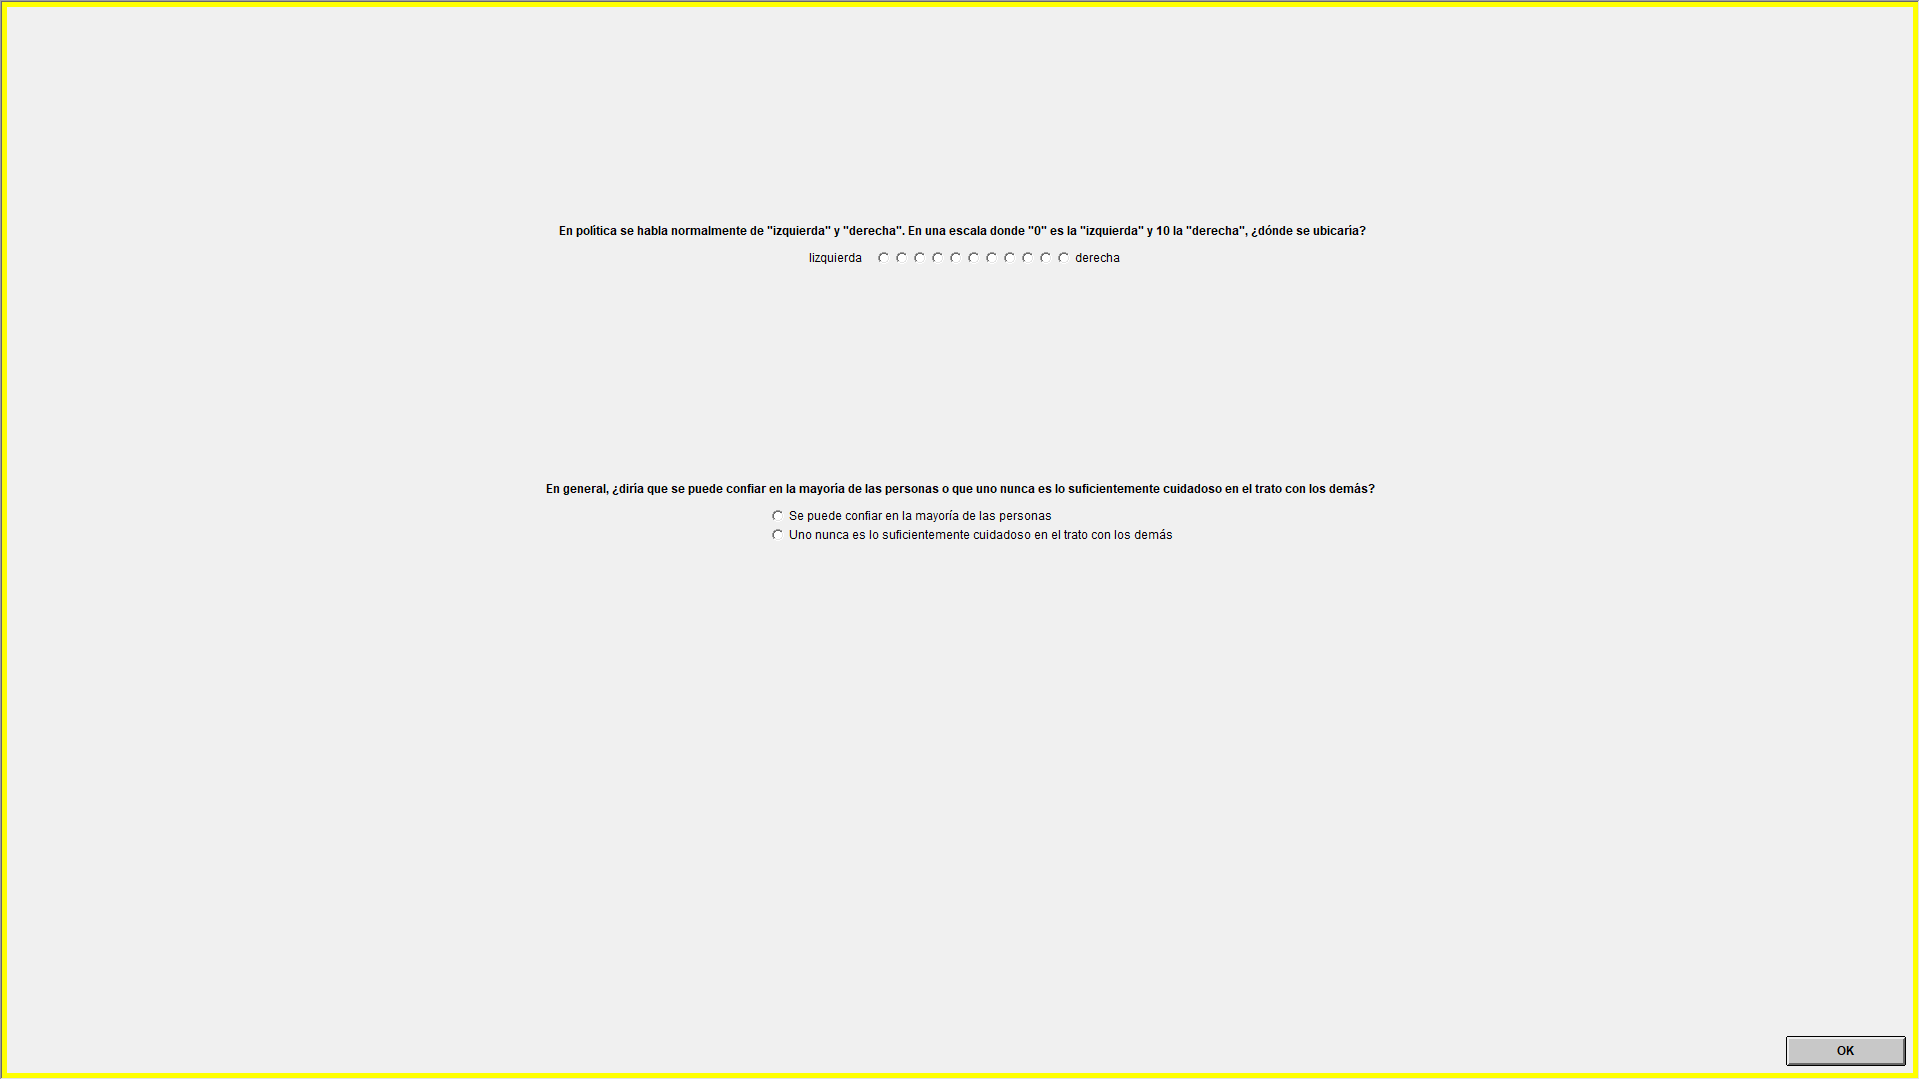 En política se habla normalmente de "izquierda" y "derecha". En una escala donde "0" es la "izquierda" y 10 la "derecha", ¿dónde se ubicaría?
Iizquierda derecha
En general, ¿diría que se puede confiar en la mayoría de las personas o que uno nunca es lo suficientemente cuidadoso en el trato con los demás?
Se puede confiar en la mayoría de las personas
Uno nunca es lo suficientemente cuidadoso en el trato con los demás
OK